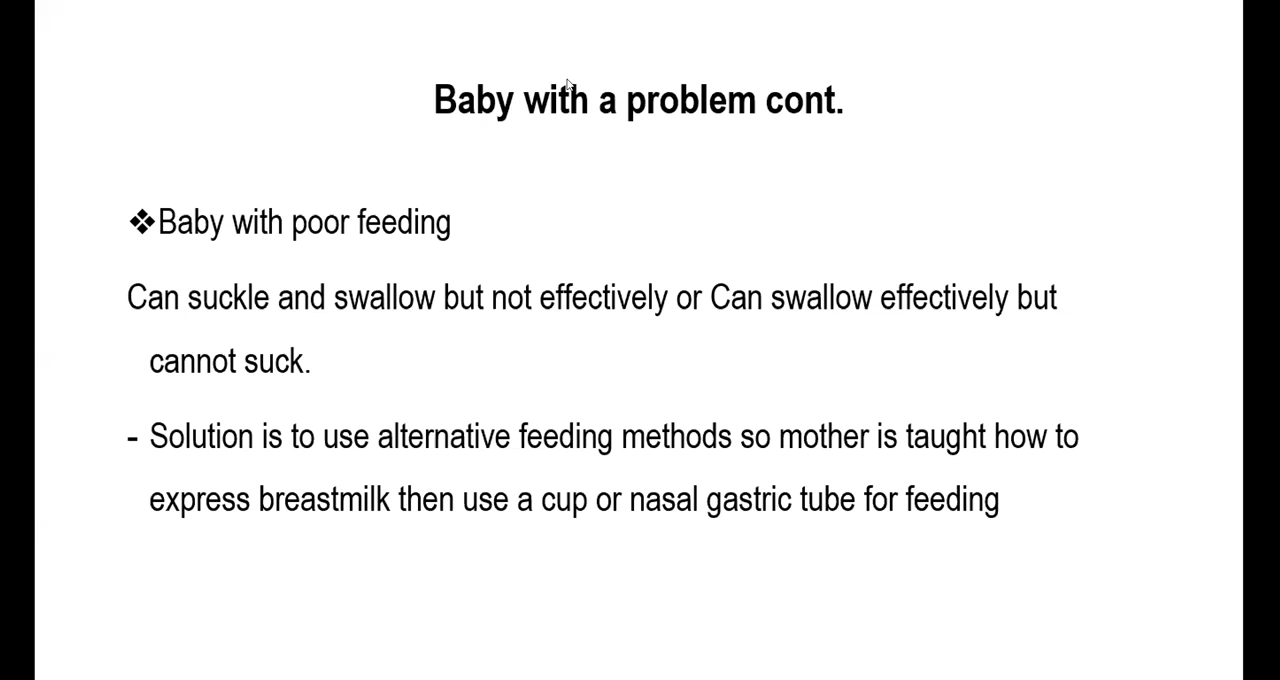 Baby with a problem cont.
❖Baby with poor feeding
Can suckle and swallow but not effectively or Can swallow effectively but
cannot suck.
- Solution is to use alternative feeding methods so mother is taught how to
express breastmilk then use a cup or nasal gastric tube for feeding